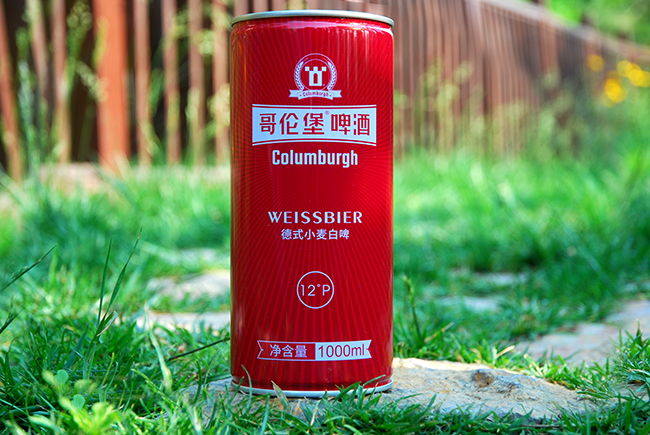 Columburgh
哥伦堡®啤酒
Columburgh
WEISSBIER
德式小麦白啤
12°P
净含量 1000ml